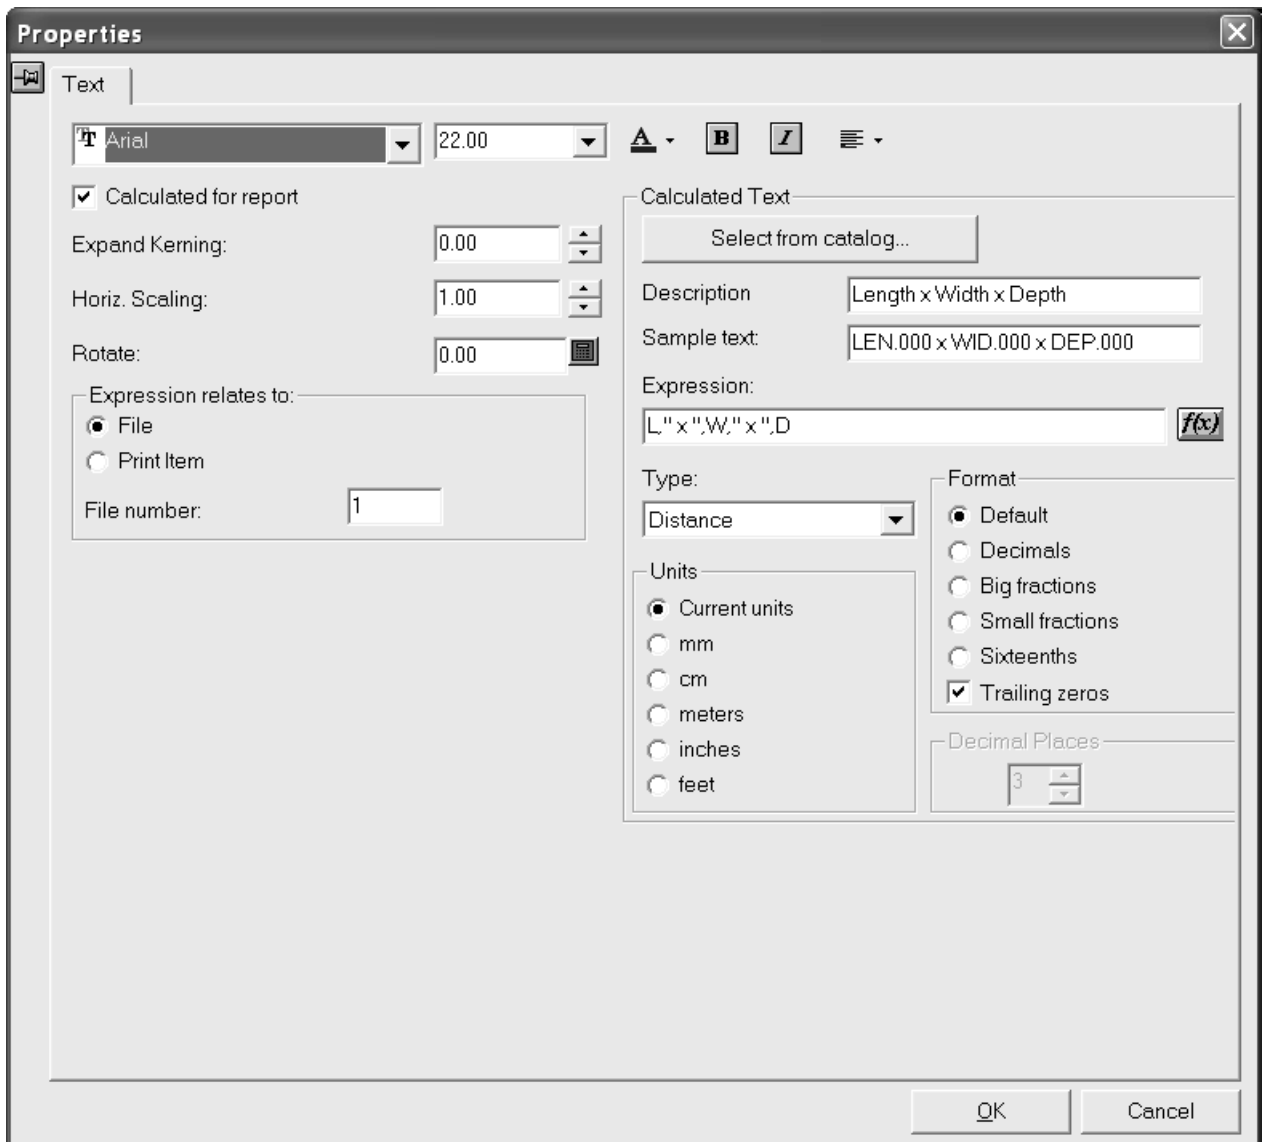 Properties
Text
Arial
22.00
A
B
I
Calculated for report
Expand Kerning:
0.00
Horiz. Scaling:
1.00
Rotate:
0.00
Expression relates to:
File
Print Item
File number:
1
Calculated Text
Select from catalog...
Description
Length x Width x Depth
Sample text:
LEN.000 x WID.000 x DEP.000
Expression:
L," x ",W," x ",D
f(x)
Type:
Distance
Units
Current units
mm
cm
meters
inches
feet
Format
Default
Decimals
Big fractions
Small fractions
Sixteenths
Trailing zeros
Decimal Places
3
OK
Cancel